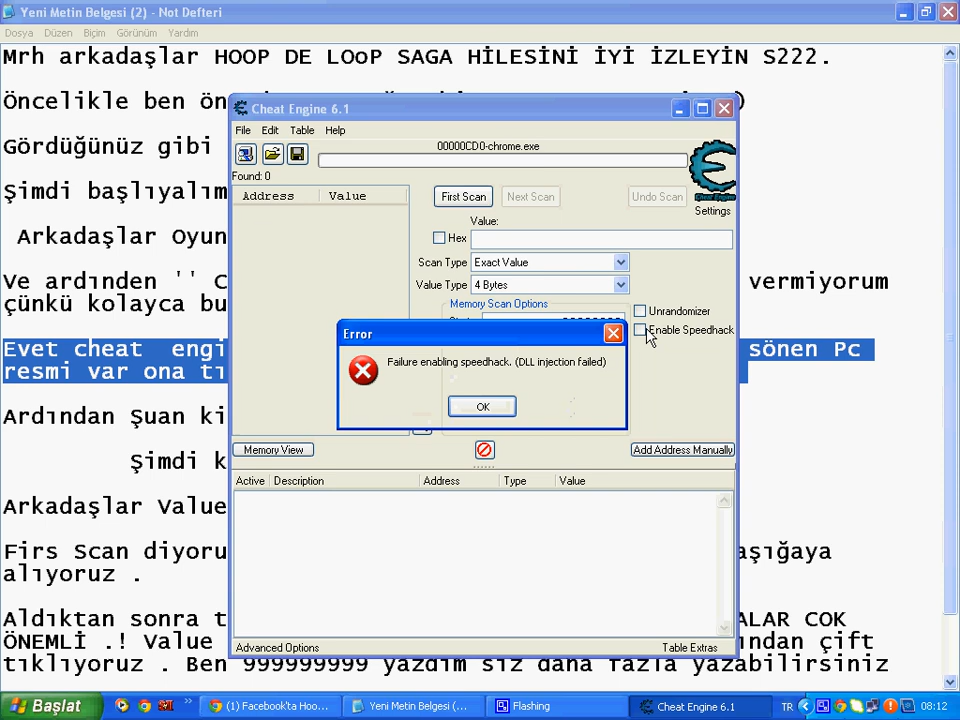 Yeni Metin Belgesi (2) - Not Defteri
Dosya Düzen Biçim Görünüm Yardım
Mrh arkadaşlar HOOP DE LOoP SAGA HİLESİNİ İYİ İZLEYİN S222.
Öncelikle ben ön
Gördüğünüz gibi
Şimdi başlıyalım
Arkadaşlar Oyun
Ve ardınden '' C vermiyorum
çünkü kolayca bu
Evet cheat engi sönen Pc
resmi var ona tı
Ardından Şuan ki
Şimdi k
Arkadaşlar Value
Firs Scan diyoru aşığaya
alıyoruz .
Aldıktan sonra t ALAR COK
ÖNEMLİ .! Value ndan çift
tıklıyoruz . Ben 999999999 yazdım siz daha fazla yazabilirsiniz
Cheat Engine 6.1
File Edit Table Help
00000CD0-chrome.exe
Found: 0
Address Value
First Scan Next Scan Undo Scan
Settings
Value:
Hex
Scan Type Exact Value
Value Type 4 Bytes
Memory Scan Options
Unrandomizer
Enable Speedhack
Error
Failure enabling speedhack. (DLL injection failed)
OK
Memory View Add Address Manually
Active Description Address Type Value
Advanced Options Table Extras
Başlat (1) Facebook'ta Hoo... Yeni Metin Belgesi (... Flashing Cheat Engine 6.1 TR 08:12